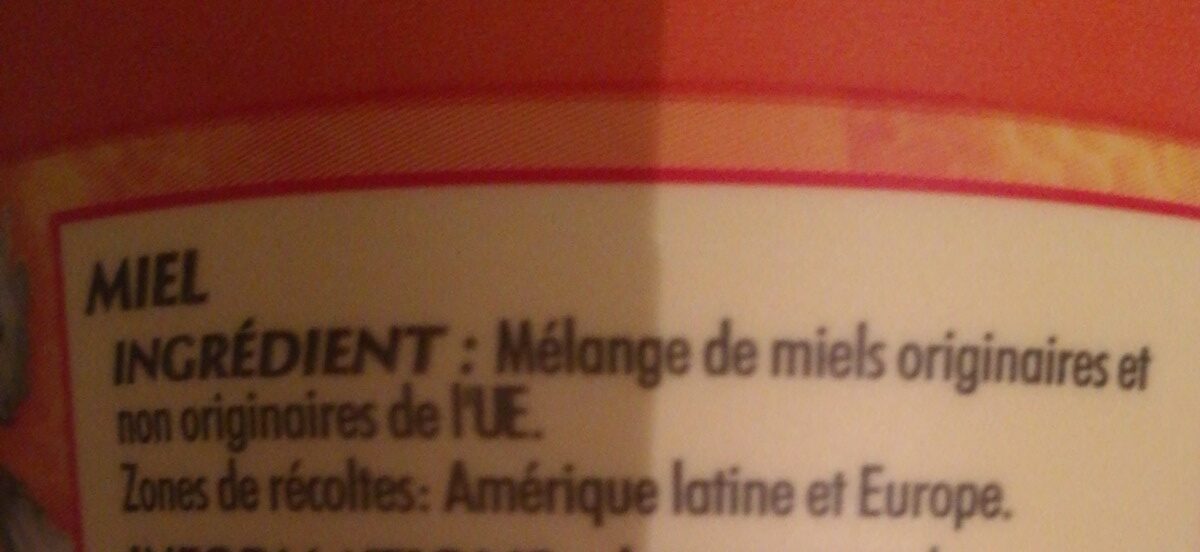 MIEL
INGRÉDIENT : Mélange de miels originaires et
non originaires de l'UE.
Zones de récoltes: Amérique latine et Europe.